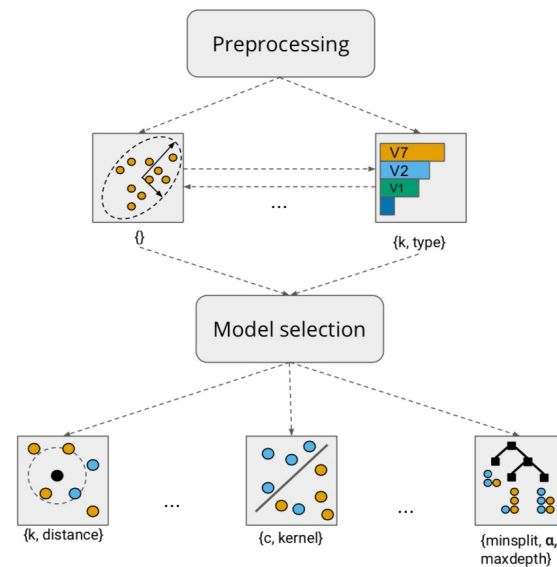 Preprocessing
V7
V2
V1
...
{}
{k, type}
Model selection
...
...
{k, distance}
{c, kernel}
{minsplit, α,
maxdepth}